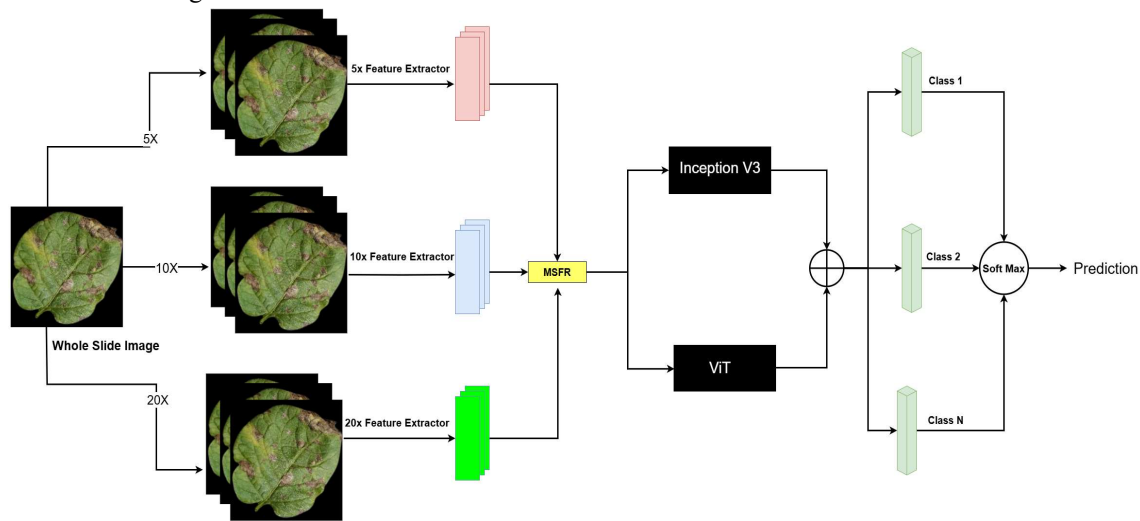 5x Feature Extractor
5X
Class 1
Inception V3
10X
10x Feature Extractor
MSFR
Class 2
Soft Max
Prediction
Whole Slide Image
ViT
20X
20x Feature Extractor
Class N